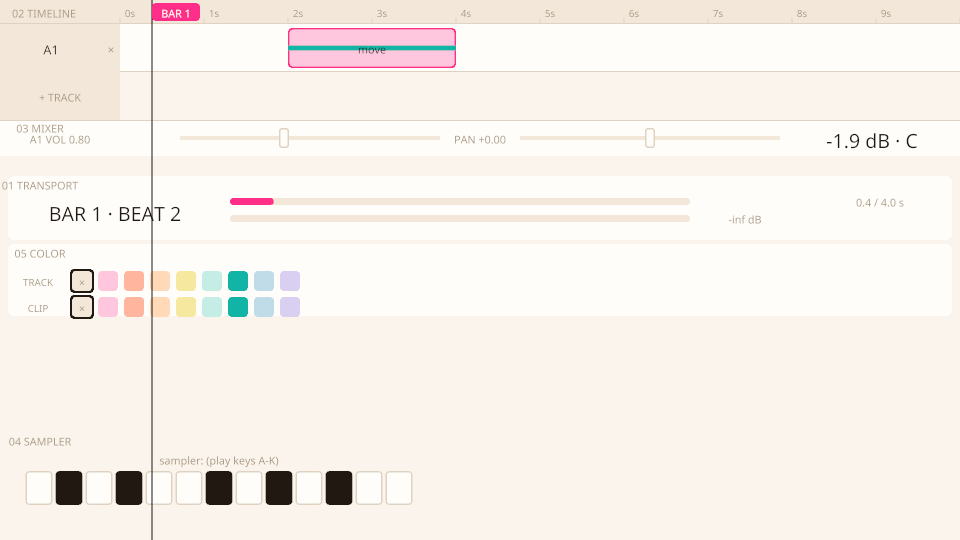 02 TIMELINE 0s BAR 1 1s 2s 3s 4s 5s 6s 7s 8s 9s
A1 × move
+ TRACK
03 MIXER
A1 VOL 0.80 PAN +0.00 -1.9 dB · C
01 TRANSPORT
BAR 1 · BEAT 2 0.4 / 4.0 s
-inf dB
05 COLOR
TRACK ×
CLIP ×
04 SAMPLER
sampler: (play keys A-K)